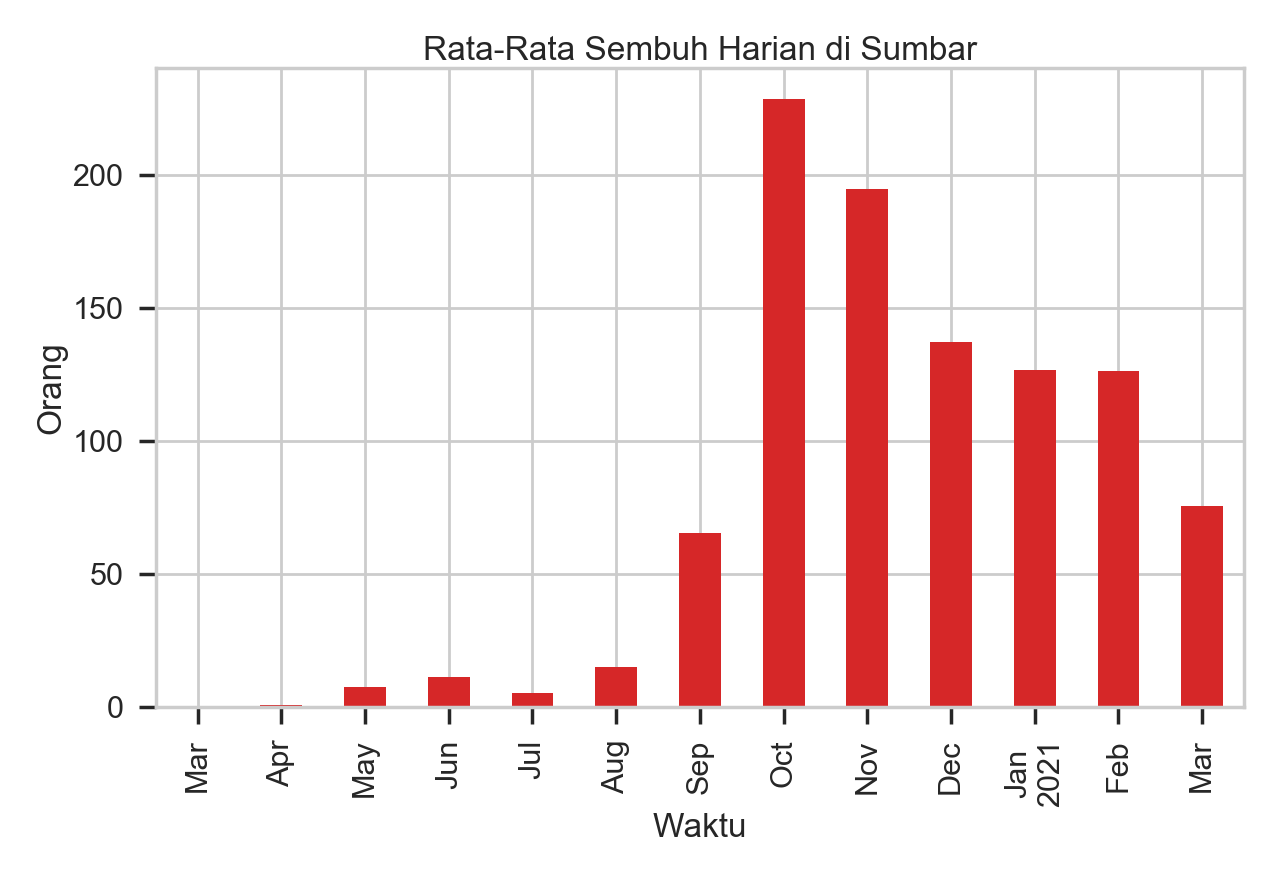 Rata-Rata Sembuh Harian di Sumbar
Orang
200
150
100
50
0
Mar
Apr
May
Jun
Jul
Aug
Sep
Oct
Nov
Dec
Jan
2021
Feb
Mar
Waktu